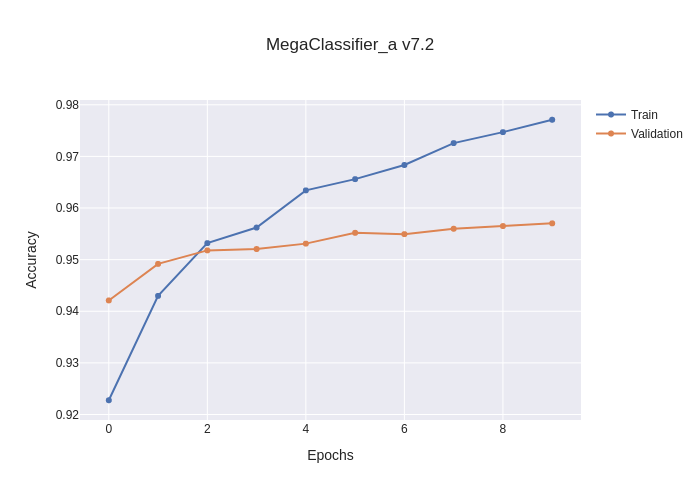 MegaClassifier_a v7.2
Train
Validation
Accuracy
0.98
0.97
0.96
0.95
0.94
0.93
0.92
0 2 4 6 8
Epochs